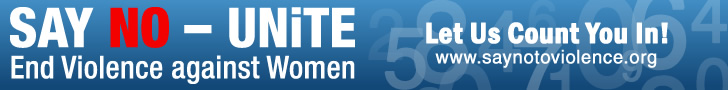 SAY NO – UNiTE
End Violence against Women
Let Us Count You In!
www.saynotoviolence.org